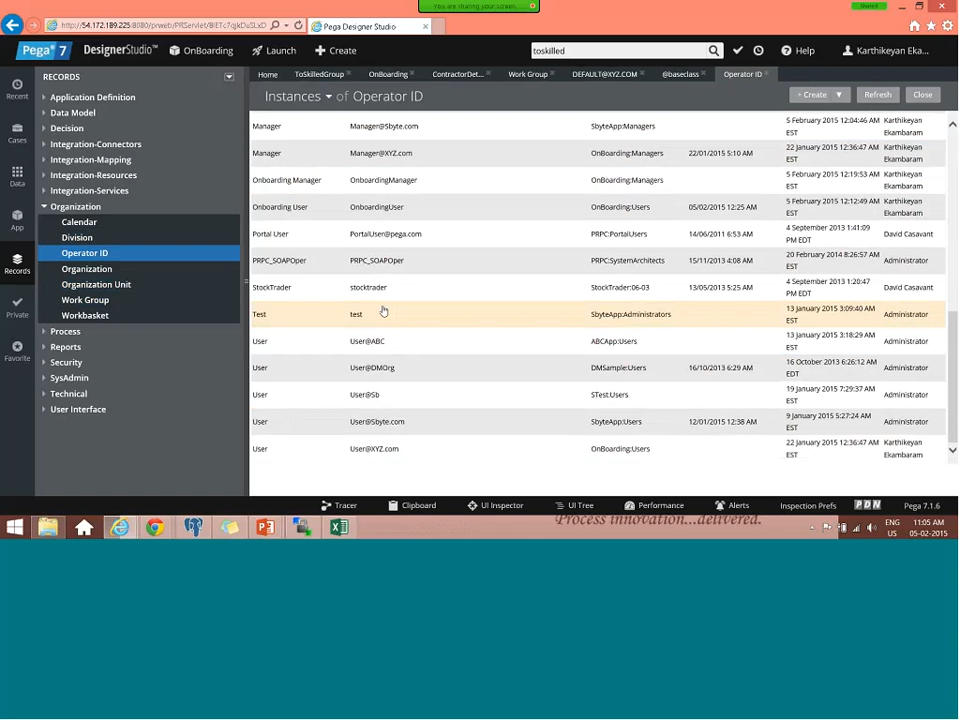 You are sharing your screen.
Shared
Pega Designer Studio
PEGA 7 DesignerStudio™ OnBoarding Launch Create toskilled Help Karthikeyan Eka...
RECORDS
Home ToSkilledGroup OnBoarding ContractorDet... Work Group DEFAULT@XYZ.COM @baseclass Operator ID
Recent
Cases
Data
App
Records
Private
Favorite
Application Definition
Data Model
Decision
Integration-Connectors
Integration-Mapping
Integration-Resources
Integration-Services
Organization
Calendar
Division
Operator ID
Organization
Organization Unit
Work Group
Workbasket
Process
Reports
Security
SysAdmin
Technical
User Interface
Instances of Operator ID + Create Refresh Close
Manager Manager@Sbyte.com SbyteApp:Managers 5 February 2015 12:04:46 AM EST Karthikeyan Ekambaram
Manager Manager@XYZ.com OnBoarding:Managers 22/01/2015 5:10 AM 22 January 2015 12:36:47 AM EST Karthikeyan Ekambaram
Onboarding Manager OnboardingManager OnBoarding:Managers 5 February 2015 12:19:53 AM EST Karthikeyan Ekambaram
Onboarding User OnboardingUser OnBoarding:Users 05/02/2015 12:25 AM 5 February 2015 12:12:49 AM EST Karthikeyan Ekambaram
Portal User PortalUser@pega.com PRPC:PortalUsers 14/06/2011 6:53 AM 4 September 2013 1:41:09 PM EDT David Casavant
PRPC_SOAPOper PRPC_SOAPOper PRPC:SystemArchitects 15/11/2013 4:08 AM 20 February 2014 8:26:57 AM EST Administrator
StockTrader stocktrader StockTrader:06-03 13/05/2013 5:25 AM 4 September 2013 1:20:47 PM EDT David Casavant
Test test SbyteApp:Administrators 13 January 2015 3:09:40 AM EST Administrator
User User@ABC ABCApp:Users 13 January 2015 3:18:29 AM EST Administrator
User User@DMOrg DMSample:Users 16/10/2013 6:29 AM 16 October 2013 6:26:12 AM EDT Administrator
User User@Sb STest:Users 19 January 2015 7:29:37 AM EST Administrator
User User@Sbyte.com SbyteApp:Users 12/01/2015 12:38 AM 9 January 2015 5:27:24 AM EST Administrator
User User@XYZ.com OnBoarding:Users 22 January 2015 12:36:47 AM EST Karthikeyan Ekambaram
Tracer Clipboard UI Inspector UI Tree Performance Alerts Inspection Prefs PDN Pega 7.1.6
Process innovation...delivered.
ENG 11:05 AM
US 05-02-2015